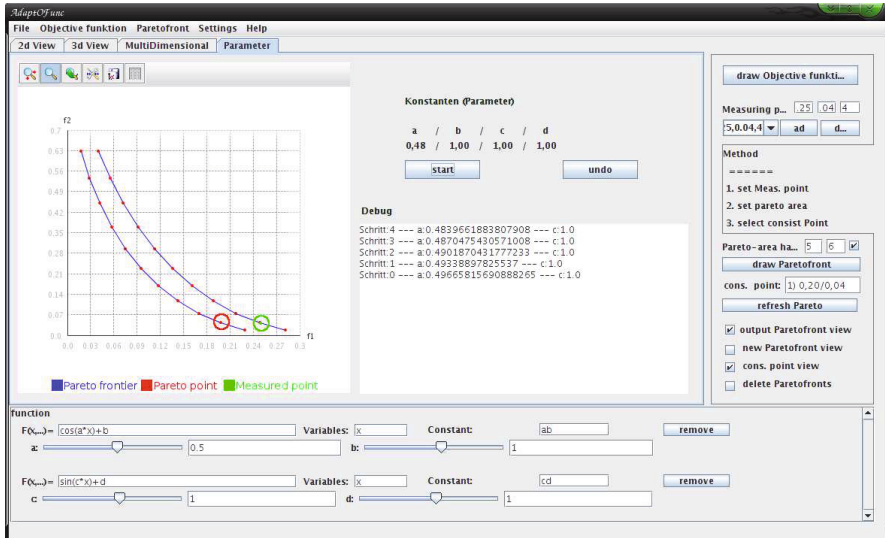 AdaptOFunc
File Objective funktion Paretofront Settings Help
2d View 3d View MultiDimensional Parameter
f2
0.7
0.63
0.56
0.49
0.42
0.35
0.28
0.21
0.14
0.07
0.0
0.0 0.03 0.06 0.09 0.12 0.15 0.18 0.21 0.24 0.27 0.3
f1
Pareto frontier Pareto point Measured point
Konstanten (Parameter)
a / b / c / d
0,48 / 1,00 / 1,00 / 1,00
start undo
Debug
Schritt:4 --- a:0.4839661883807908 --- c:1.0
Schritt:3 --- a:0.4870475430571008 --- c:1.0
Schritt:2 --- a:0.4901870431777233 --- c:1.0
Schritt:1 --- a:0.49338897825537 --- c:1.0
Schritt:0 --- a:0.49665815690888265 --- c:1.0
draw Objective funkti...
Measuring p... .25 .04 4
5,0.04,4 ad d...
Method
======
1. set Meas. point
2. set pareto area
3. select consist Point
Pareto-area ha... 5 6
draw Paretofront
cons. point: 1) 0,20/0,04
refresh Pareto
output Paretofront view
new Paretofront view
cons. point view
delete Paretofronts
function
F(x,...)= cos(a*x)+b Variables: x Constant: ab remove
a: 0.5 b: 1
F(x,...)= sin(c*x)+d Variables: x Constant: cd remove
c: 1 d: 1